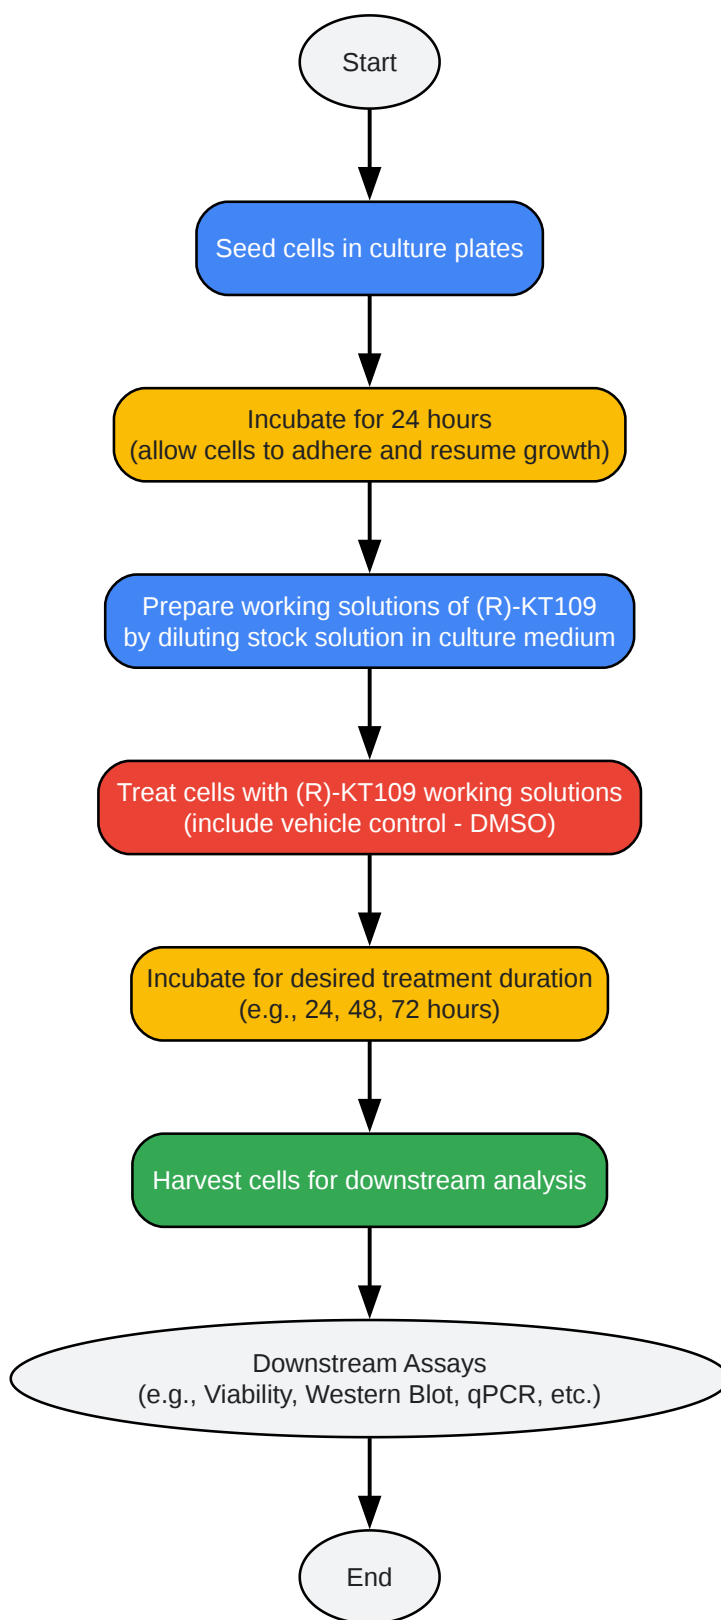 Start
Seed cells in culture plates
Incubate for 24 hours
(allow cells to adhere and resume growth)
Prepare working solutions of (R)-KT109
by diluting stock solution in culture medium
Treat cells with (R)-KT109 working solutions
(include vehicle control - DMSO)
Incubate for desired treatment duration
(e.g., 24, 48, 72 hours)
Harvest cells for downstream analysis
Downstream Assays
(e.g., Viability, Western Blot, qPCR, etc.)
End